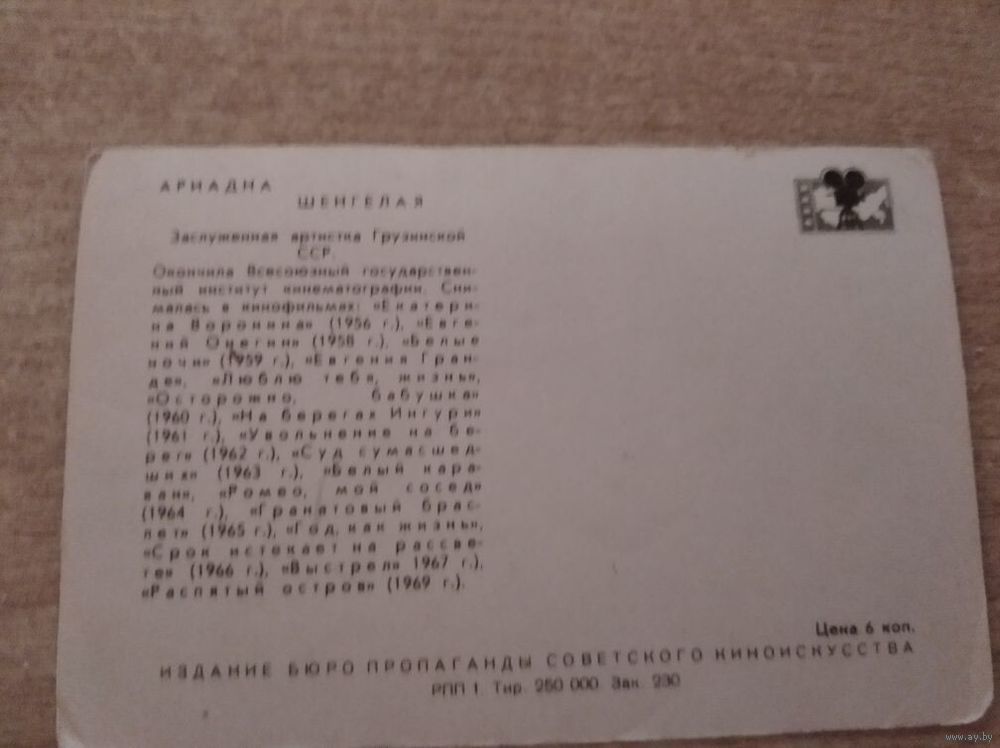 АРИАДНА
ШЕНГЕЛАЯ
Заслуженная артистка Грузинской
ССР.
Окончила Всесоюзный государствен-
ный институт кинематографии. Сни-
малась в кинофильмах: «Екатери-
на Воронина» (1956 г.), «Евге-
ний Онегин» (1958 г.), «Белые
ночи» (1959 г.), «Евгения Гран-
де», «Люблю тебя, жизнь»,
«Осторожно, бабушка»
(1960 г.), «На берегах Ингури»
(1961 г.), «Увольнение на бе-
рег» (1962 г.), «Суд сумасшед-
ших» (1963 г.), «Белый кара-
ван», «Ромео, мой сосед»
(1964 г.), «Гранатовый брас-
лет» (1965 г.), «Год, как жизнь»,
«Срок истекает на рассве-
те» (1966 г.), «Выстрел» 1967 г.),
«Распятый остров» (1969 г.).
Цена 6 коп.
ИЗДАНИЕ БЮРО ПРОПАГАНДЫ СОВЕТСКОГО КИНОИСКУССТВА
РПП 1. Тир. 250 000. Зак. 230
www.ay.by